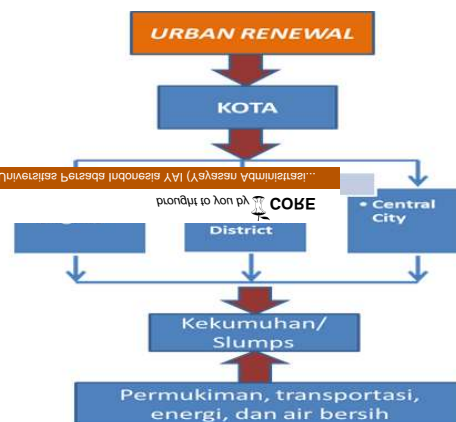 URBAN RENEWAL
KOTA
Universitas Persada Indonesia YAI (Yayasan Administrasi...
brought to you by CORE
District
• Central
City
Kekumuhan/
Slumps
Permukiman, transportasi,
energi, dan air bersih